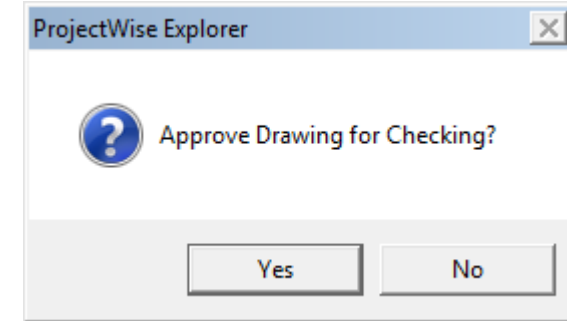 ProjectWise Explorer
Approve Drawing for Checking?
Yes
No